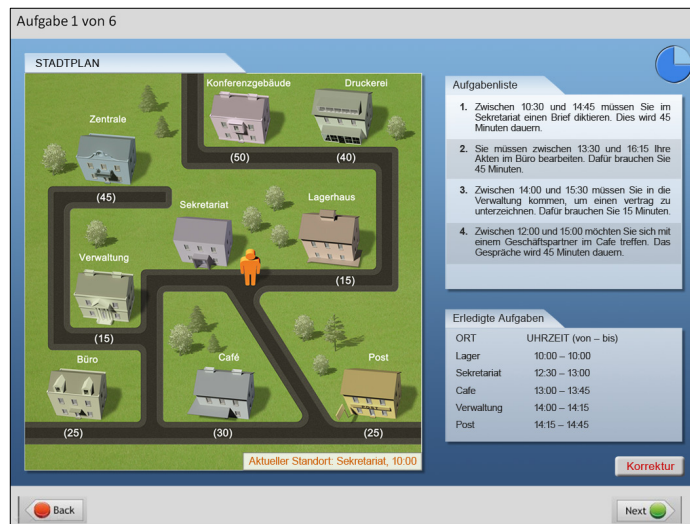 Aufgabe 1 von 6
STADTPLAN
Konferenzgebäude
Druckerei
Zentrale
(50)
(40)
(45)
Sekretariat
Lagerhaus
Verwaltung
(15)
(15)
Büro
Café
Post
(25)
(30)
(25)
Aktueller Standort: Sekretariat, 10:00
Aufgabenliste
1. Zwischen 10:30 und 14:45 müssen Sie im
Sekretariat einen Brief diktieren. Dies wird 45
Minuten dauern.
2. Sie müssen zwischen 13:30 und 16:15 Ihre
Akten im Büro bearbeiten. Dafür brauchen Sie
45 Minuten.
3. Zwischen 14:00 und 15:30 müssen Sie in die
Verwaltung kommen, um einen vertrag zu
unterzeichnen. Dafür brauchen Sie 15 Minuten.
4. Zwischen 12:00 und 15:00 möchten Sie sich mit
einem Geschäftspartner im Cafe treffen. Das
Gespräche wird 45 Minuten dauern.
Erledigte Aufgaben
ORT UHRZEIT (von – bis)
Lager 10:00 – 10:00
Sekretariat 12:30 – 13:00
Cafe 13:00 – 13:45
Verwaltung 14:00 – 14:15
Post 14:15 – 14:45
Korrektur
Back
Next